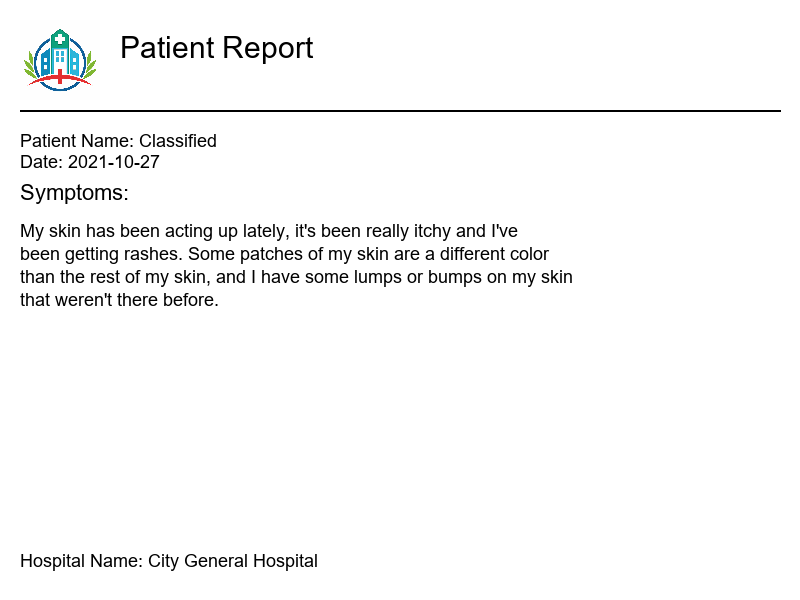 Patient Report
Patient Name: Classified
Date: 2021-10-27
Symptoms:
My skin has been acting up lately, it's been really itchy and I've
been getting rashes. Some patches of my skin are a different color
than the rest of my skin, and I have some lumps or bumps on my skin
that weren't there before.
Hospital Name: City General Hospital